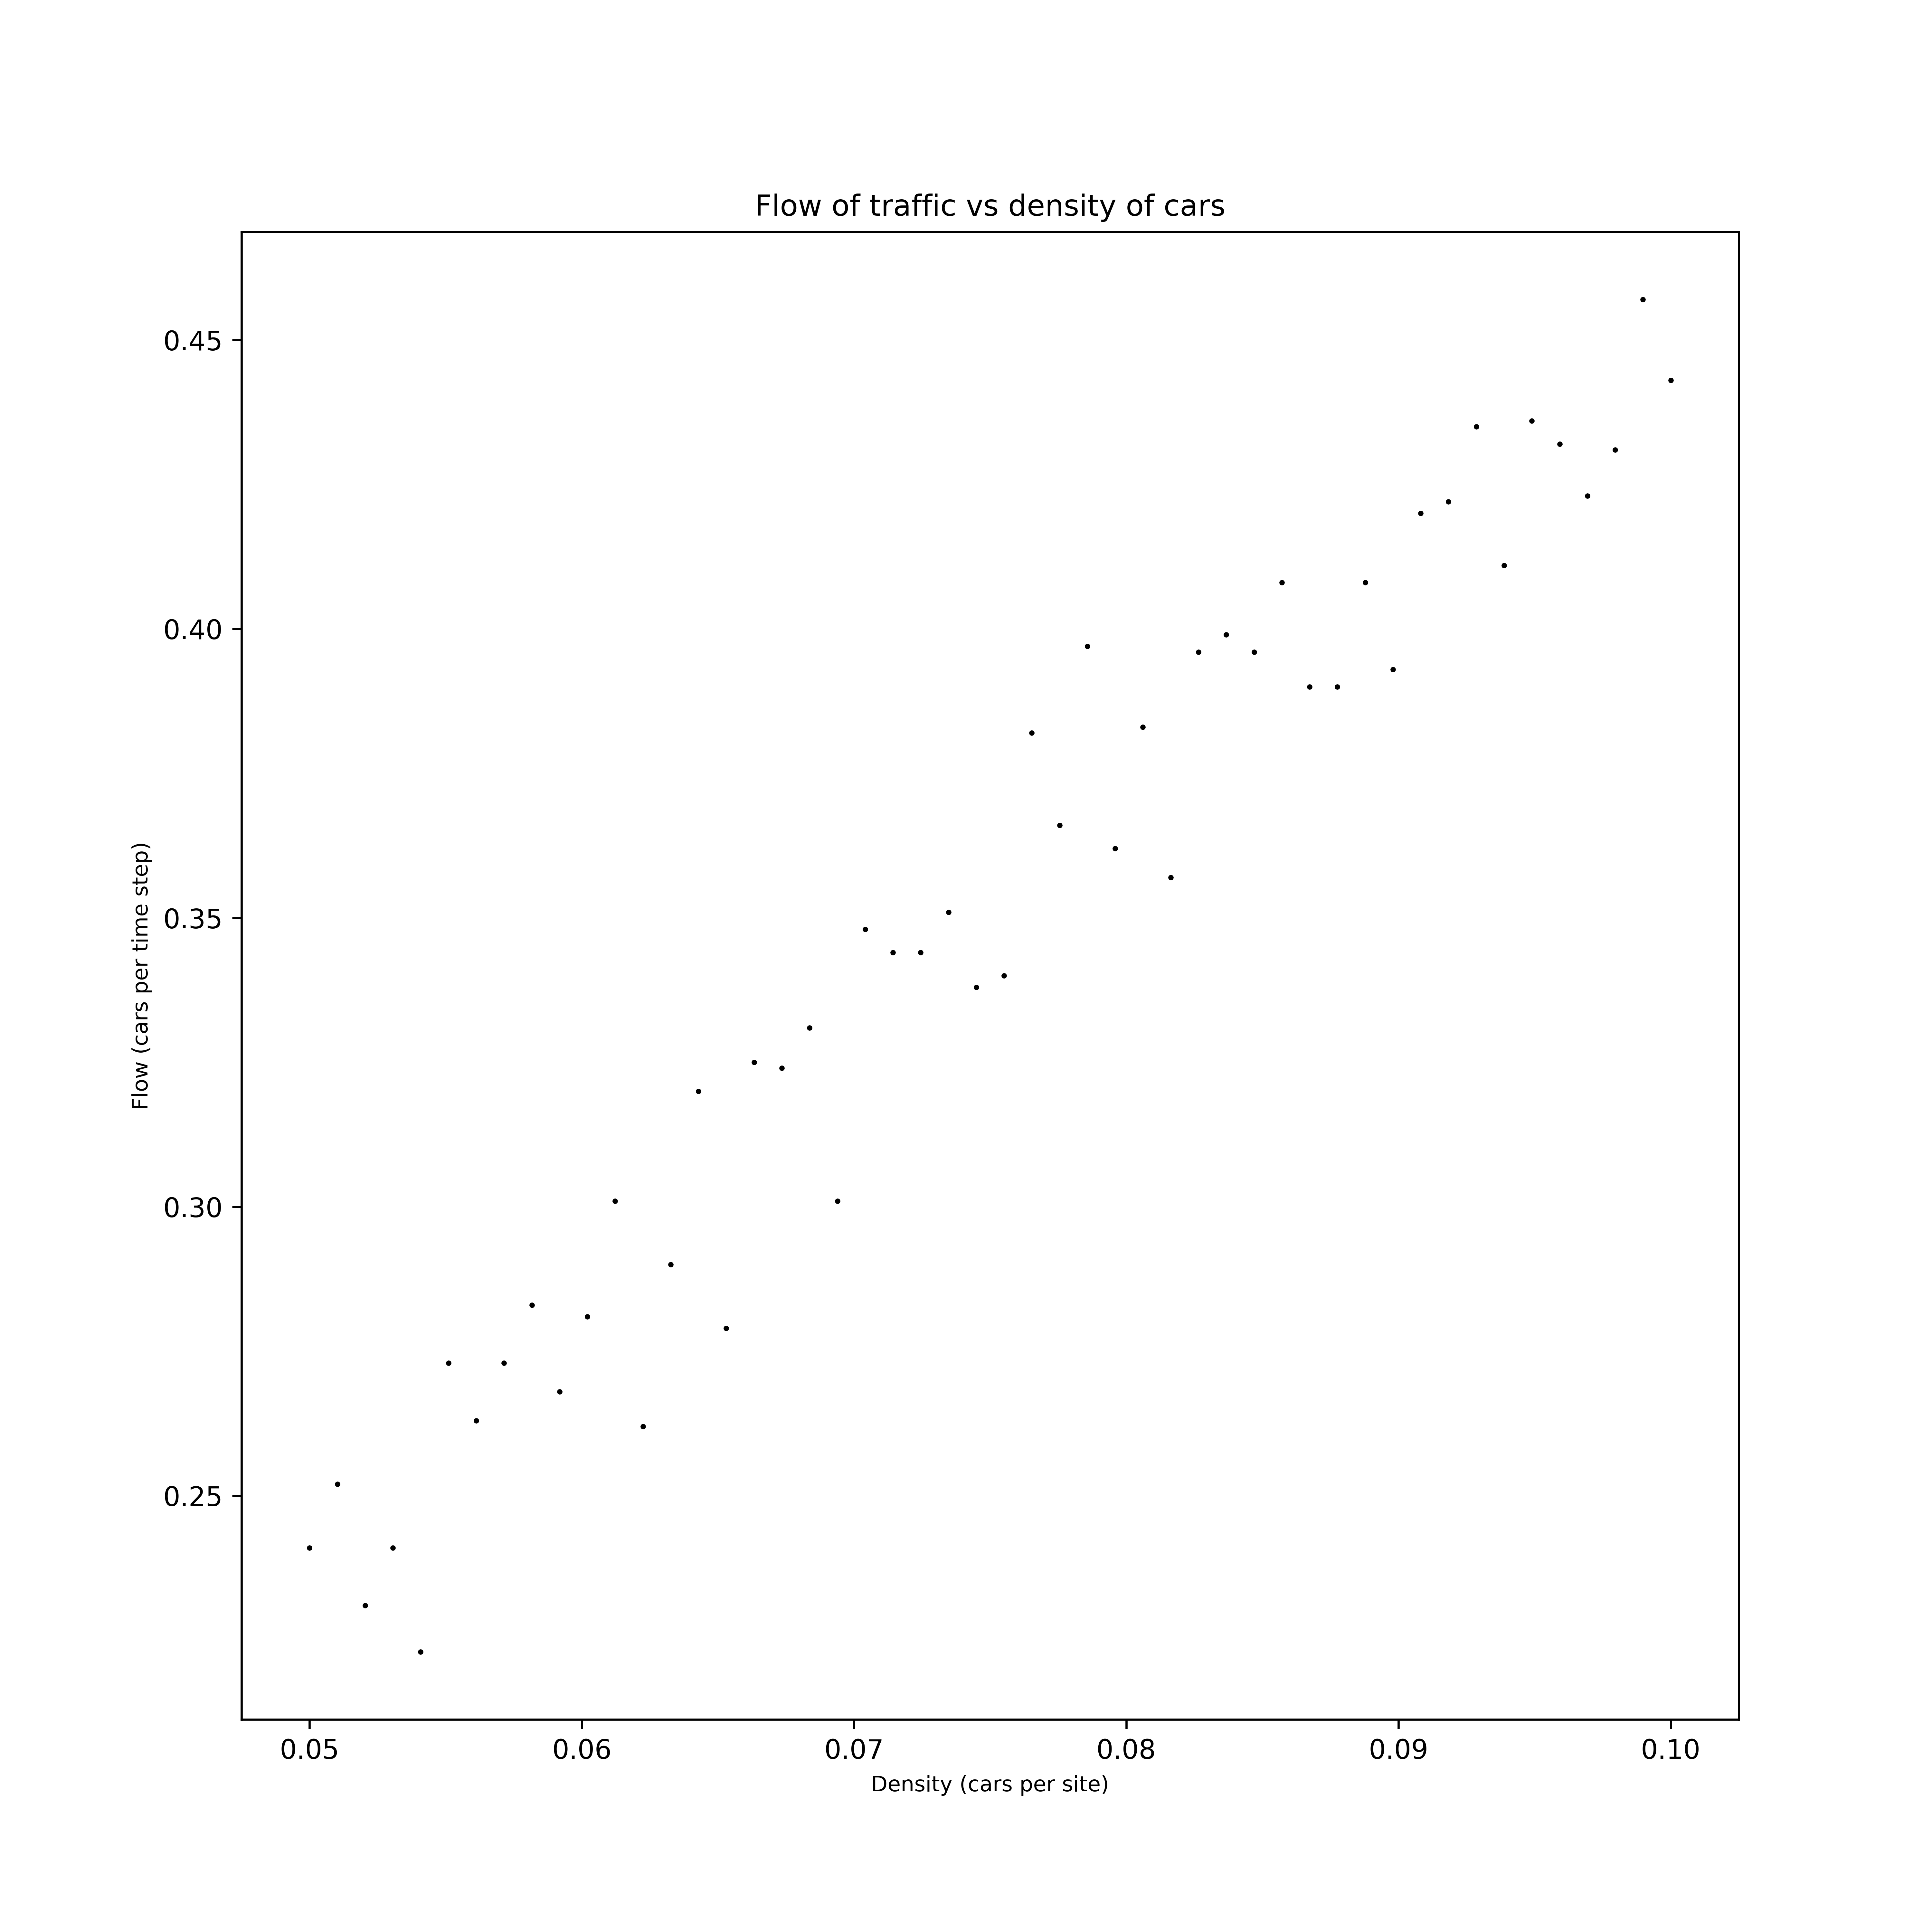 Flow of traffic vs density of cars
0.45
0.40
0.35
0.30
0.25
Flow (cars per time step)
0.05 0.06 0.07 0.08 0.09 0.10
Density (cars per site)